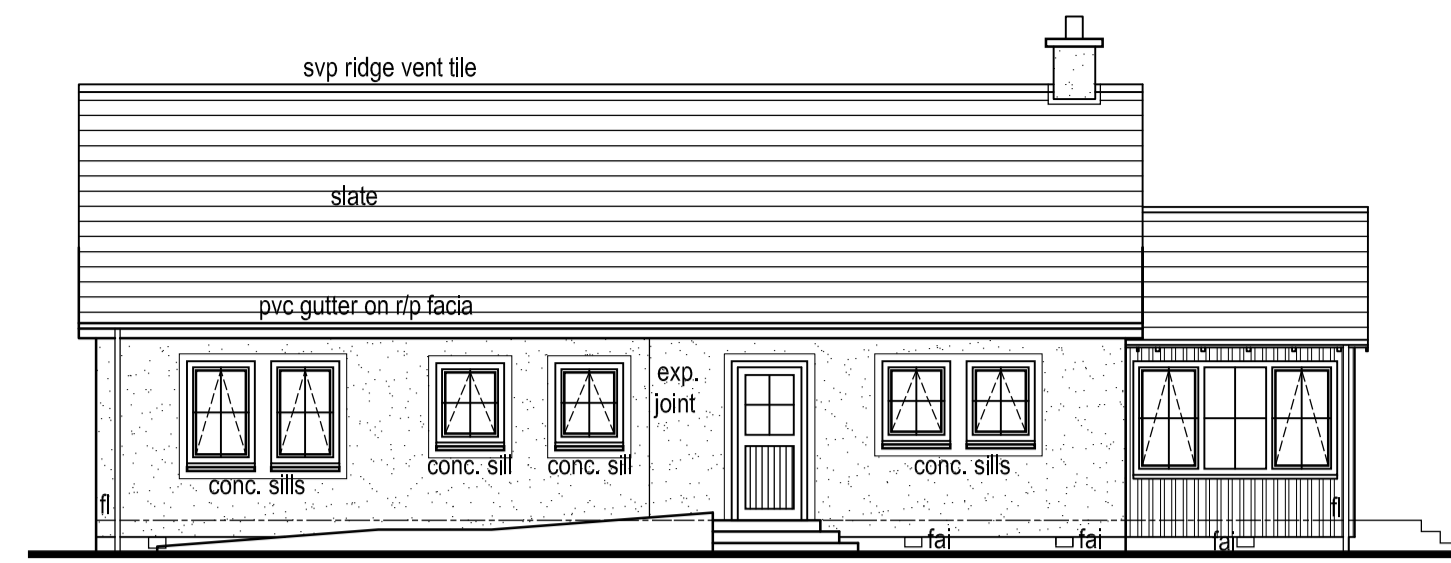 svp ridge vent tile
slate
pvc gutter on r/p facia
exp.
joint
conc. sill
conc. sill
conc. sills
conc. sills
fl
fl
fai
fai
fai